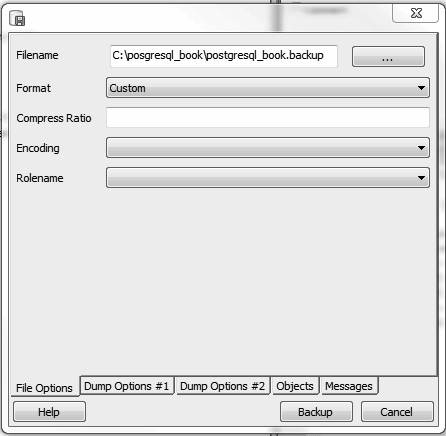 Filename C:\posgresql_book\postgresql_book.backup ...
Format Custom
Compress Ratio
Encoding
Rolename
File Options Dump Options #1 Dump Options #2 Objects Messages
Help Backup Cancel